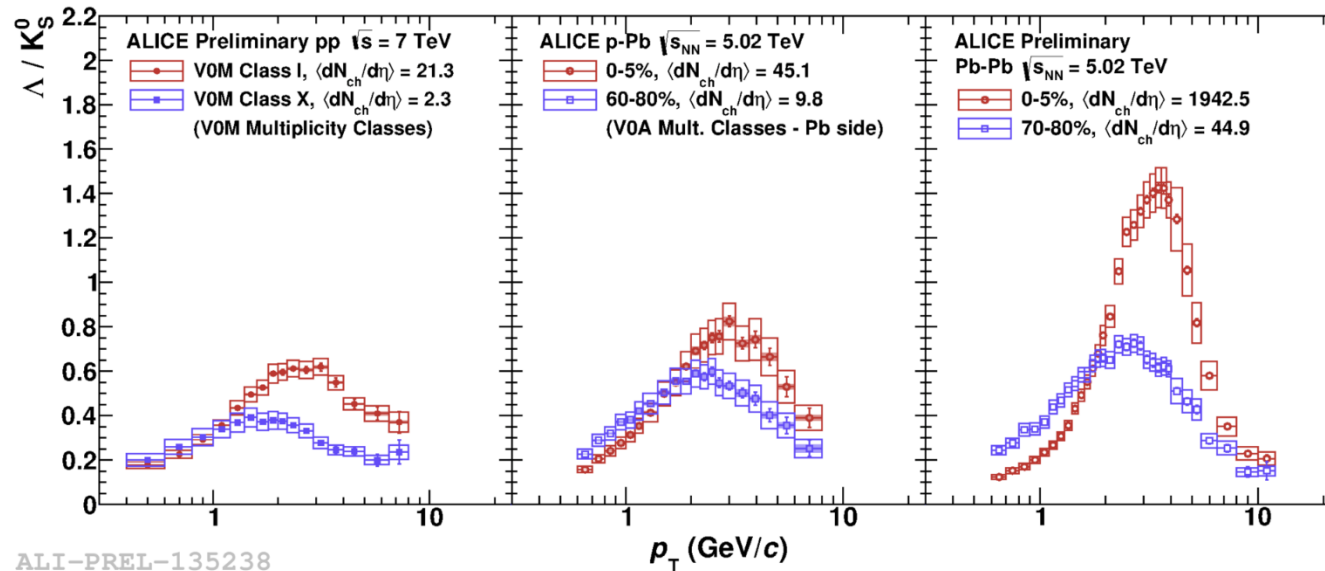 Λ / K⁰_S
2.2
2
1.8
1.6
1.4
1.2
1
0.8
0.6
0.4
0.2
0
ALICE Preliminary pp √s = 7 TeV
V0M Class I, ⟨dN_ch/dη⟩ = 21.3
V0M Class X, ⟨dN_ch/dη⟩ = 2.3
(V0M Multiplicity Classes)
1
10
ALICE p-Pb √s_NN = 5.02 TeV
0-5%, ⟨dN_ch/dη⟩ = 45.1
60-80%, ⟨dN_ch/dη⟩ = 9.8
(V0A Mult. Classes - Pb side)
1
10
ALICE Preliminary
Pb-Pb √s_NN = 5.02 TeV
0-5%, ⟨dN_ch/dη⟩ = 1942.5
70-80%, ⟨dN_ch/dη⟩ = 44.9
1
10
p_T (GeV/c)
ALI-PREL-135238